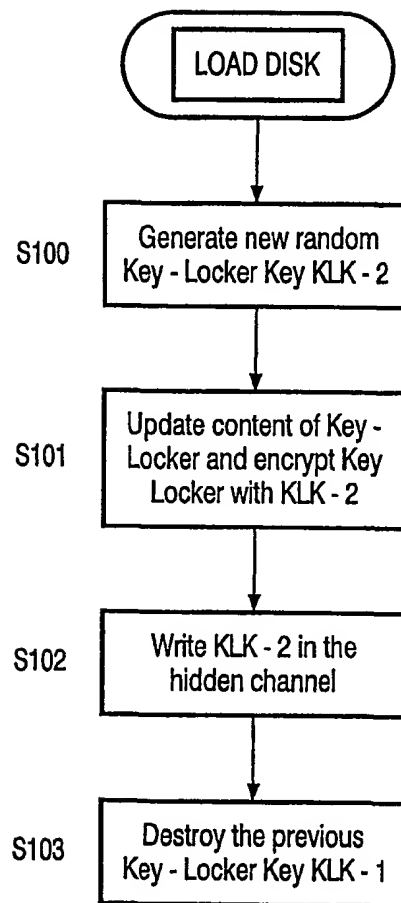 LOAD DISK
S100
Generate new random
Key - Locker Key KLK - 2
S101
Update content of Key -
Locker and encrypt Key
Locker with KLK - 2
S102
Write KLK - 2 in the
hidden channel
S103
Destroy the previous
Key - Locker Key KLK - 1